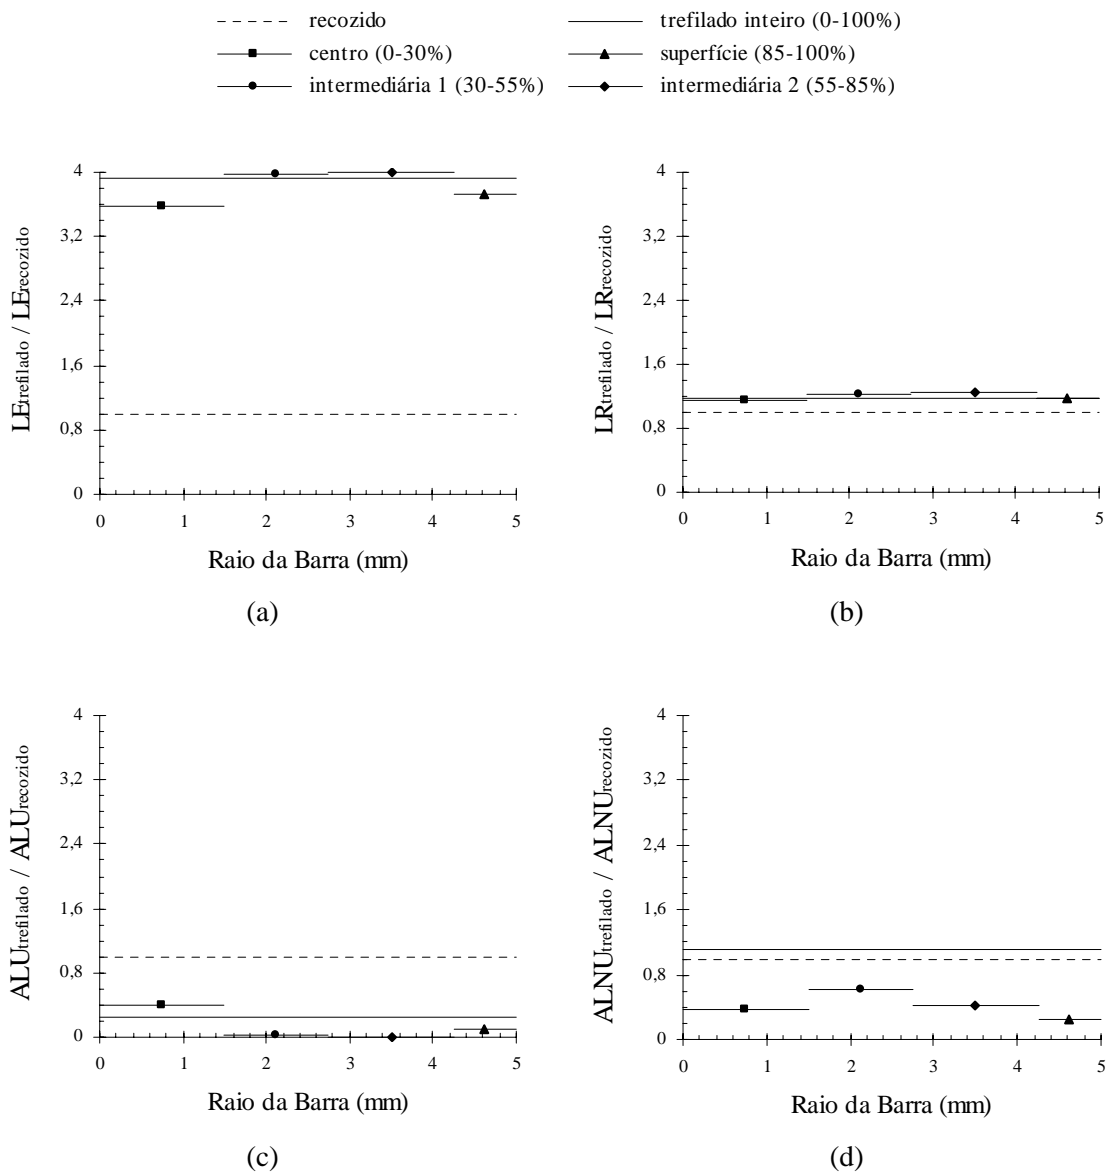 recozido
trefilado inteiro (0-100%)
centro (0-30%)
superfície (85-100%)
intermediária 1 (30-55%)
intermediária 2 (55-85%)
LEtrefilado / LErecozido
4
3,2
2,4
1,6
0,8
0
0 1 2 3 4 5
Raio da Barra (mm)
(a)
LRtrefilado / LRrecozido
4
3,2
2,4
1,6
0,8
0
0 1 2 3 4 5
Raio da Barra (mm)
(b)
ALUtrefilado / ALUrecozido
4
3,2
2,4
1,6
0,8
0
0 1 2 3 4 5
Raio da Barra (mm)
(c)
ALNUtrefilado / ALNUrecozido
4
3,2
2,4
1,6
0,8
0
0 1 2 3 4 5
Raio da Barra (mm)
(d)